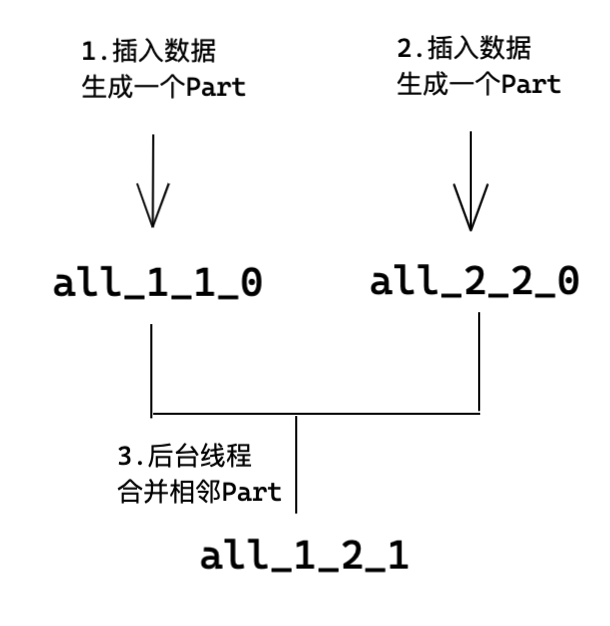 1.插入数据
生成一个Part
2.插入数据
生成一个Part
all_1_1_0
all_2_2_0
3.后台线程
合并相邻Part
all_1_2_1